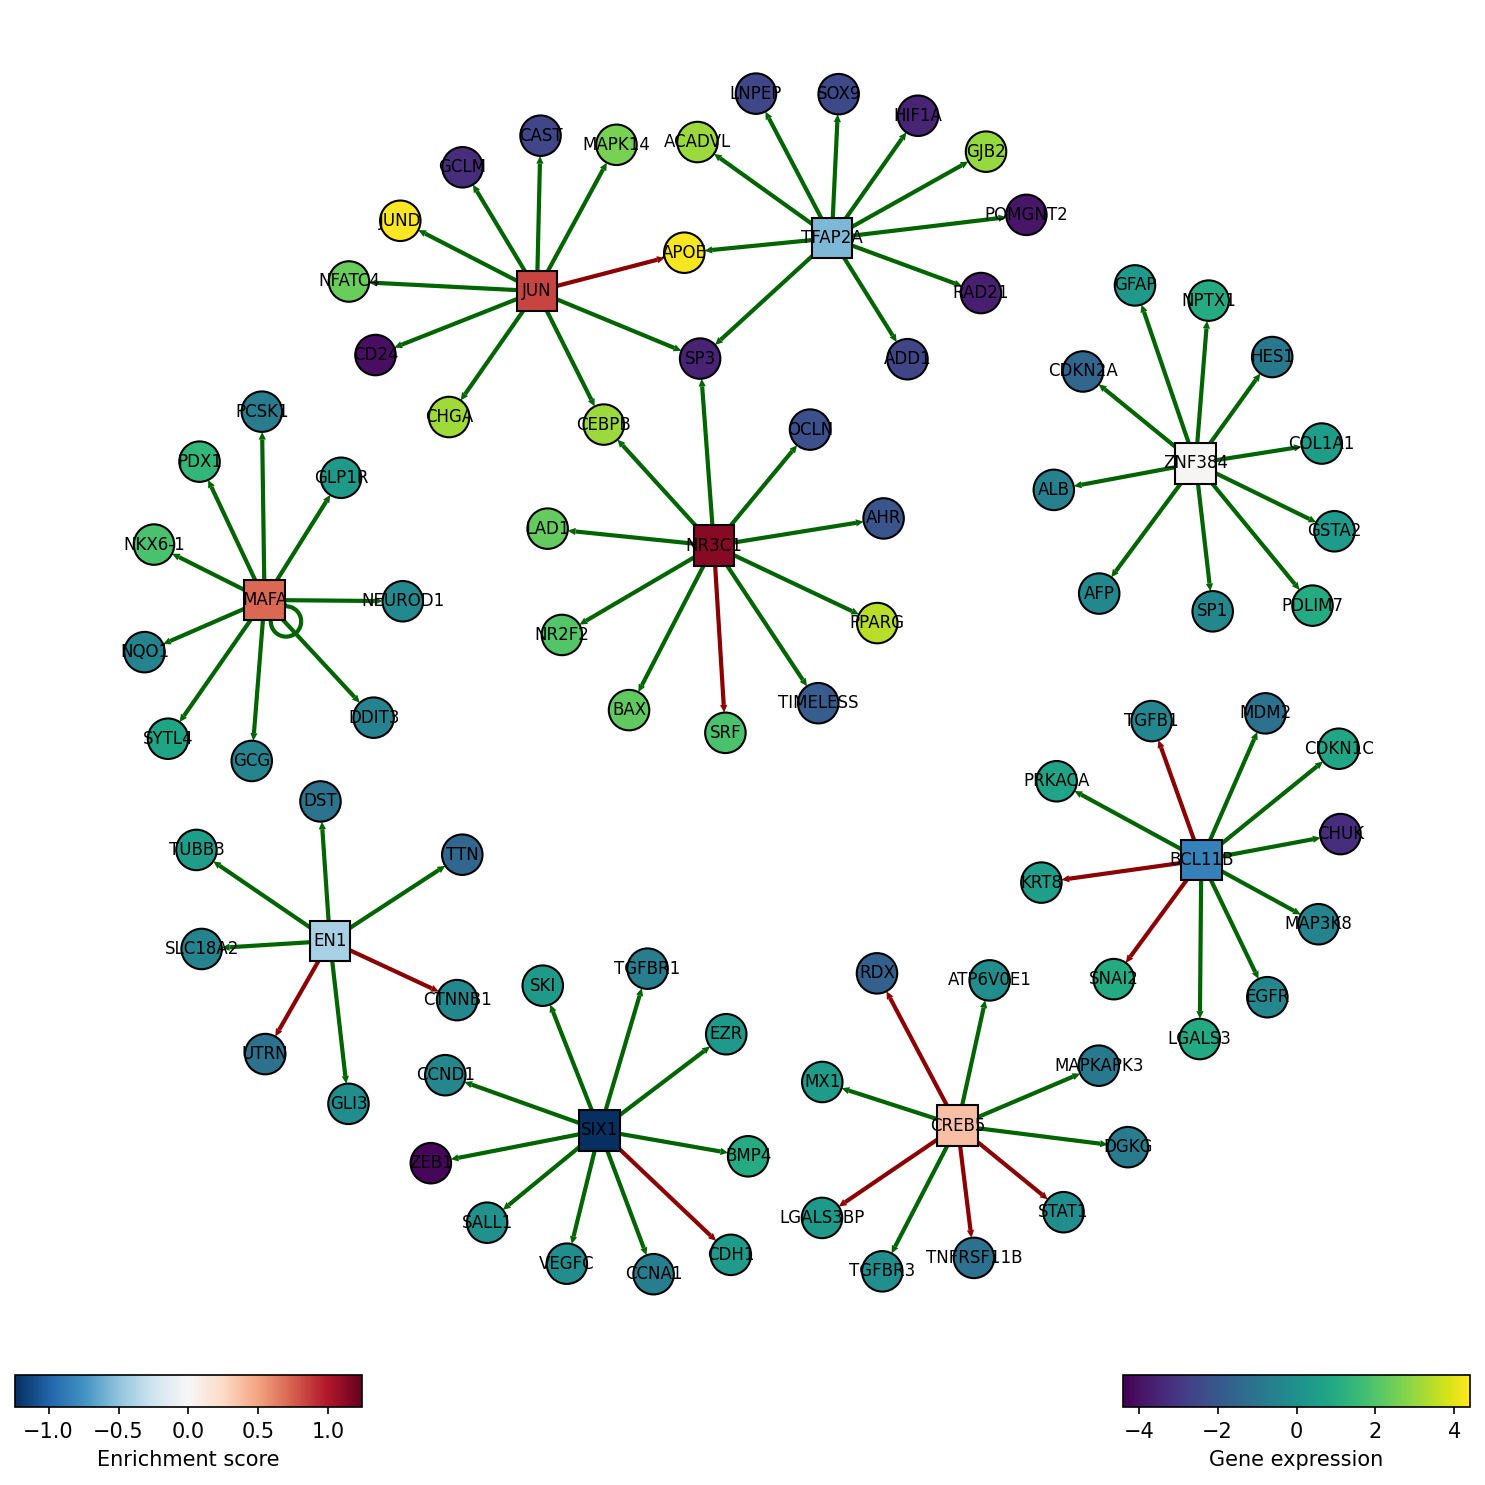 LNPEP
SOX9
HIF1A
CAST
MAPK14
ACADVL
GJB2
GCLM
JUND
POMGNT2
TFAP2A
APOE
NFATC4
JUN
RAD21
GFAP
NPTX1
CD24
SP3
ADD1
HES1
CDKN2A
PCSK1
CHGA
CEBPB
OCLN
COL1A1
PDX1
GLP1R
ZNF384
ALB
LAD1
AHR
GSTA2
NKX6-1
NR3C1
MAFA
NEUROD1
AFP
SP1
PDLIM7
NR2F2
PPARG
NQO1
BAX
TIMELESS
DDIT3
TGFB1
MDM2
SYTL4
SRF
CDKN1C
GCG
PRKACA
DST
CHUK
TUBB3
TTN
BCL11B
KRT8
MAP3K8
EN1
SLC18A2
TGFBR1
RDX
ATP6V0E1
SNAI2
SKI
CTNNB1
EGFR
EZR
LGALS3
UTRN
CCND1
MX1
MAPKAPK3
GLI3
SIX1
CREB5
DGKG
ZEB1
BMP4
SALL1
LGALS3BP
STAT1
CDH1
VEGFC
CCNA1
TGFBR3
TNFRSF11B
−1.0 −0.5 0.0 0.5 1.0
Enrichment score
−4 −2 0 2 4
Gene expression